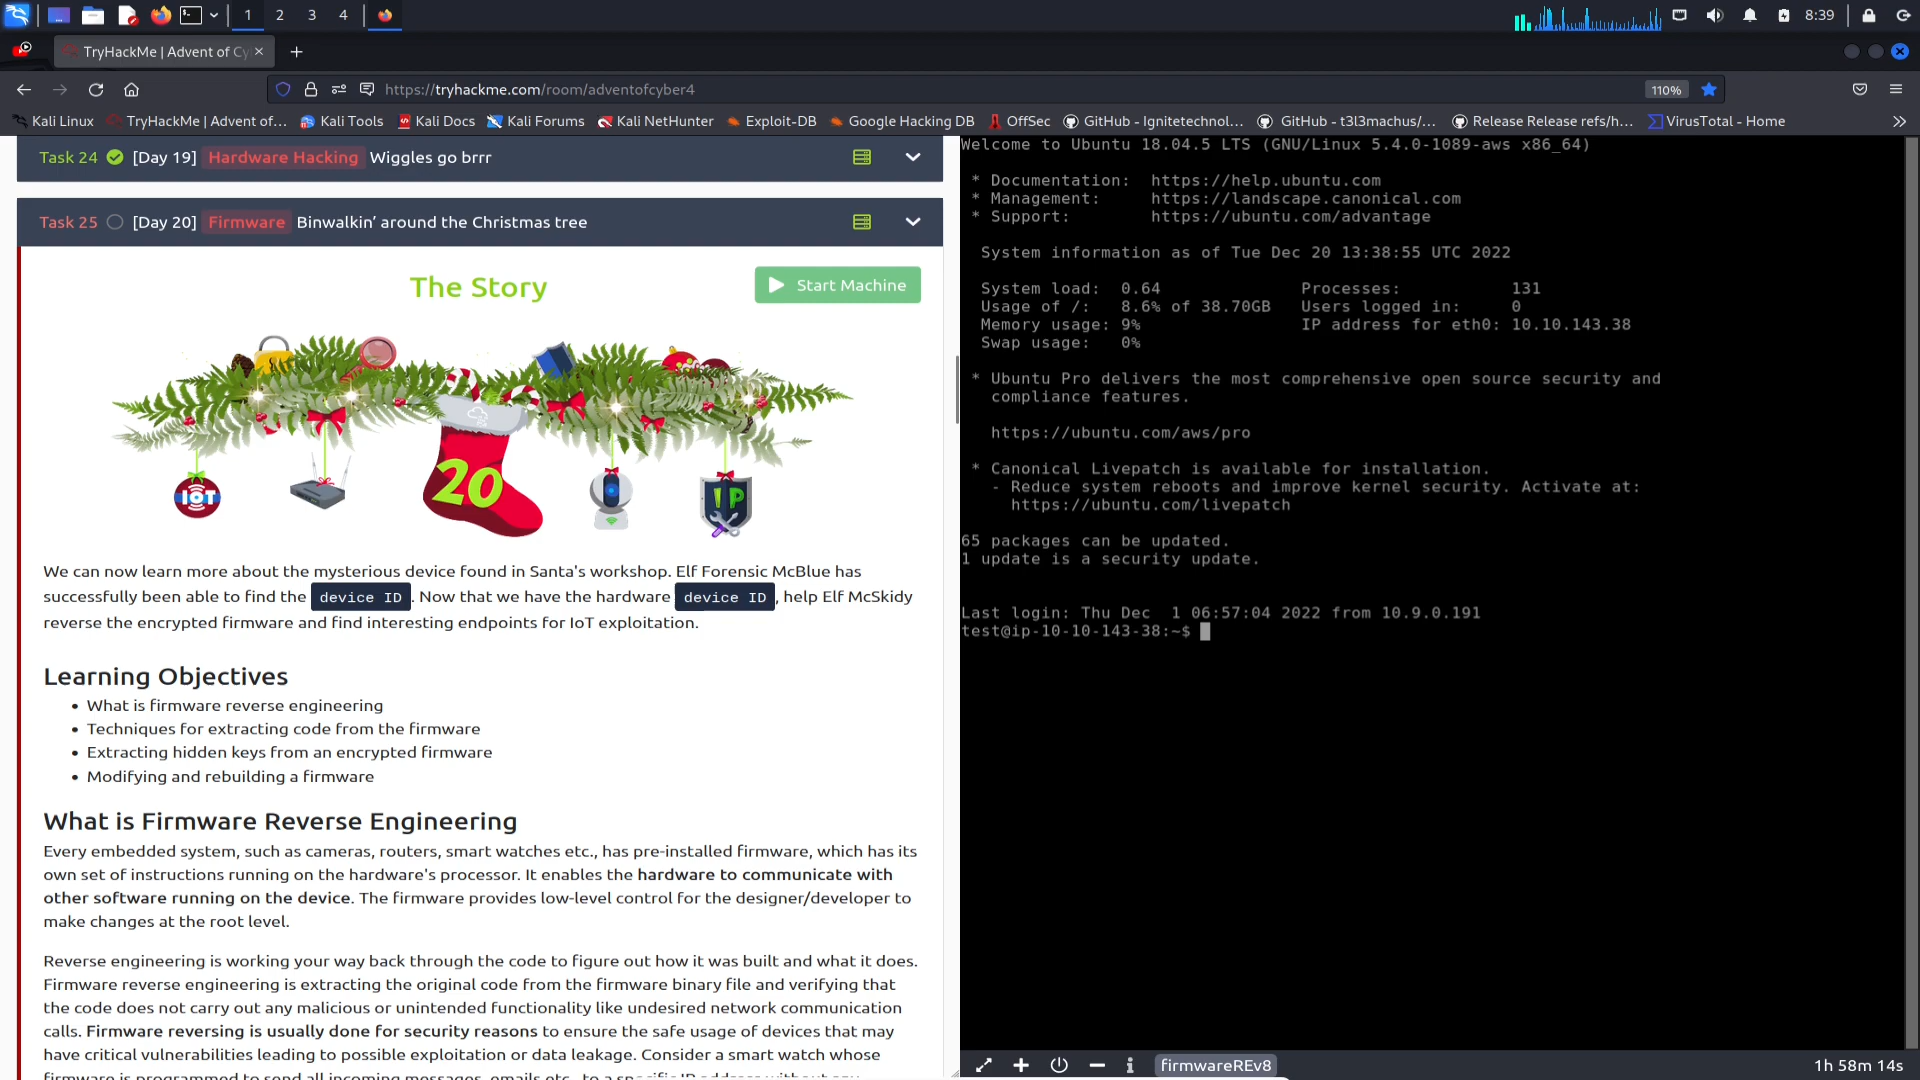 1
2
3
4
8:39
TryHackMe | Advent of Cy
https://tryhackme.com/room/adventofcyber4
110%
Kali Linux
TryHackMe | Advent of…
Kali Tools
Kali Docs
Kali Forums
Kali NetHunter
Exploit-DB
Google Hacking DB
OffSec
GitHub - Ignitetechnol…
GitHub - t3l3machus/…
Release Release refs/h…
VirusTotal - Home
Task 24 [Day 19] Hardware Hacking Wiggles go brrr
Task 25 [Day 20] Firmware Binwalkin’ around the Christmas tree
The Story
Start Machine
IOT
20
IP
We can now learn more about the mysterious device found in Santa's workshop. Elf Forensic McBlue has
successfully been able to find the device ID. Now that we have the hardware device ID, help Elf McSkidy
reverse the encrypted firmware and find interesting endpoints for IoT exploitation.
Learning Objectives
• What is firmware reverse engineering
• Techniques for extracting code from the firmware
• Extracting hidden keys from an encrypted firmware
• Modifying and rebuilding a firmware
What is Firmware Reverse Engineering
Every embedded system, such as cameras, routers, smart watches etc., has pre-installed firmware, which has its
own set of instructions running on the hardware's processor. It enables the hardware to communicate with
other software running on the device. The firmware provides low-level control for the designer/developer to
make changes at the root level.
Reverse engineering is working your way back through the code to figure out how it was built and what it does.
Firmware reverse engineering is extracting the original code from the firmware binary file and verifying that
the code does not carry out any malicious or unintended functionality like undesired network communication
calls. Firmware reversing is usually done for security reasons to ensure the safe usage of devices that may
have critical vulnerabilities leading to possible exploitation or data leakage. Consider a smart watch whose
firmware is programmed to send all incoming messages, emails etc., to a specific IP address without any
Welcome to Ubuntu 18.04.5 LTS (GNU/Linux 5.4.0-1089-aws x86_64)
* Documentation: https://help.ubuntu.com
* Management: https://landscape.canonical.com
* Support: https://ubuntu.com/advantage
System information as of Tue Dec 20 13:38:55 UTC 2022
System load: 0.64 Processes: 131
Usage of /: 8.6% of 38.70GB Users logged in: 0
Memory usage: 9% IP address for eth0: 10.10.143.38
Swap usage: 0%
* Ubuntu Pro delivers the most comprehensive open source security and
compliance features.
https://ubuntu.com/aws/pro
* Canonical Livepatch is available for installation.
- Reduce system reboots and improve kernel security. Activate at:
https://ubuntu.com/livepatch
65 packages can be updated.
1 update is a security update.
Last login: Thu Dec 1 06:57:04 2022 from 10.9.0.191
test@ip-10-10-143-38:~$
firmwareREv8
1h 58m 14s